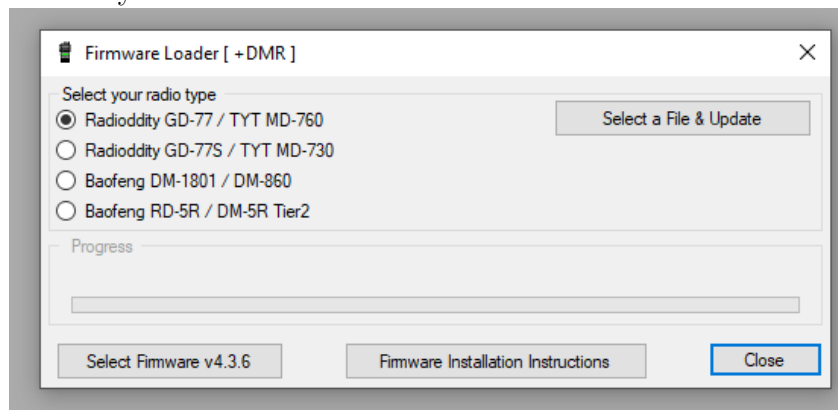 Firmware Loader [ +DMR ]
Select your radio type
Radioddity GD-77 / TYT MD-760
Select a File & Update
Radioddity GD-77S / TYT MD-730
Baofeng DM-1801 / DM-860
Baofeng RD-5R / DM-5R Tier2
Progress
Select Firmware v4.3.6
Firmware Installation Instructions
Close